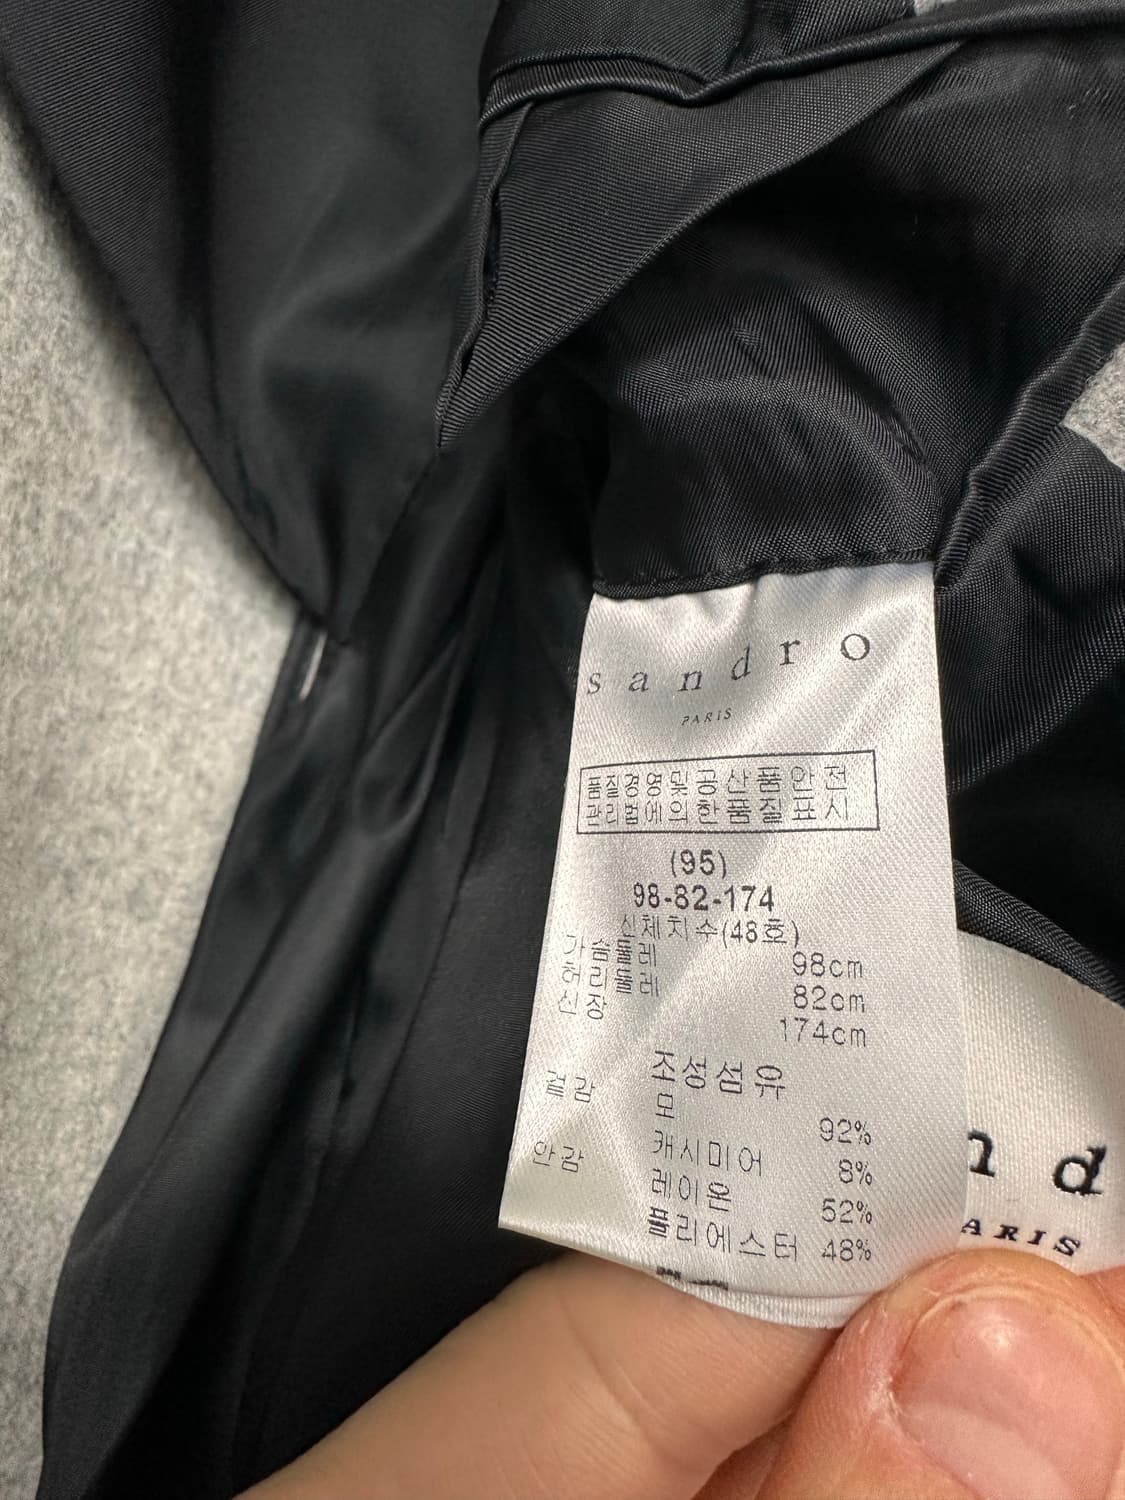 sandro
PARIS
품질경영및공산품안전
관리법에의한품질표시
(95)
98-82-174
신체치수(48호)
가슴둘레 98cm
허리둘레 82cm
신장 174cm
조성섬유
겉감 모 92%
캐시미어 8%
안감 레이온 52%
폴리에스터 48%
nd
ARIS